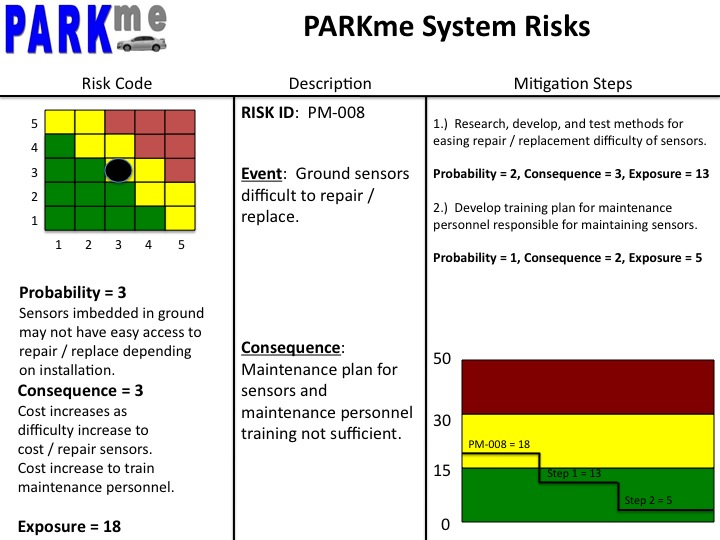 PARKme
PARKme System Risks
Risk Code
Description
Mitigation Steps
5
4
3
2
1
1 2 3 4 5
Probability = 3
Sensors imbedded in ground
may not have easy access to
repair / replace depending
on installation.
Consequence = 3
Cost increases as
difficulty increase to
cost / repair sensors.
Cost increase to train
maintenance personnel.
Exposure = 18
RISK ID: PM-008
Event: Ground sensors
difficult to repair /
replace.
Consequence:
Maintenance plan for
sensors and
maintenance personnel
training not sufficient.
1.) Research, develop, and test methods for
easing repair / replacement difficulty of sensors.
Probability = 2, Consequence = 3, Exposure = 13
2.) Develop training plan for maintenance
personnel responsible for maintaining sensors.
Probability = 1, Consequence = 2, Exposure = 5
50
30
15
0
PM-008 = 18
Step 1 = 13
Step 2 = 5